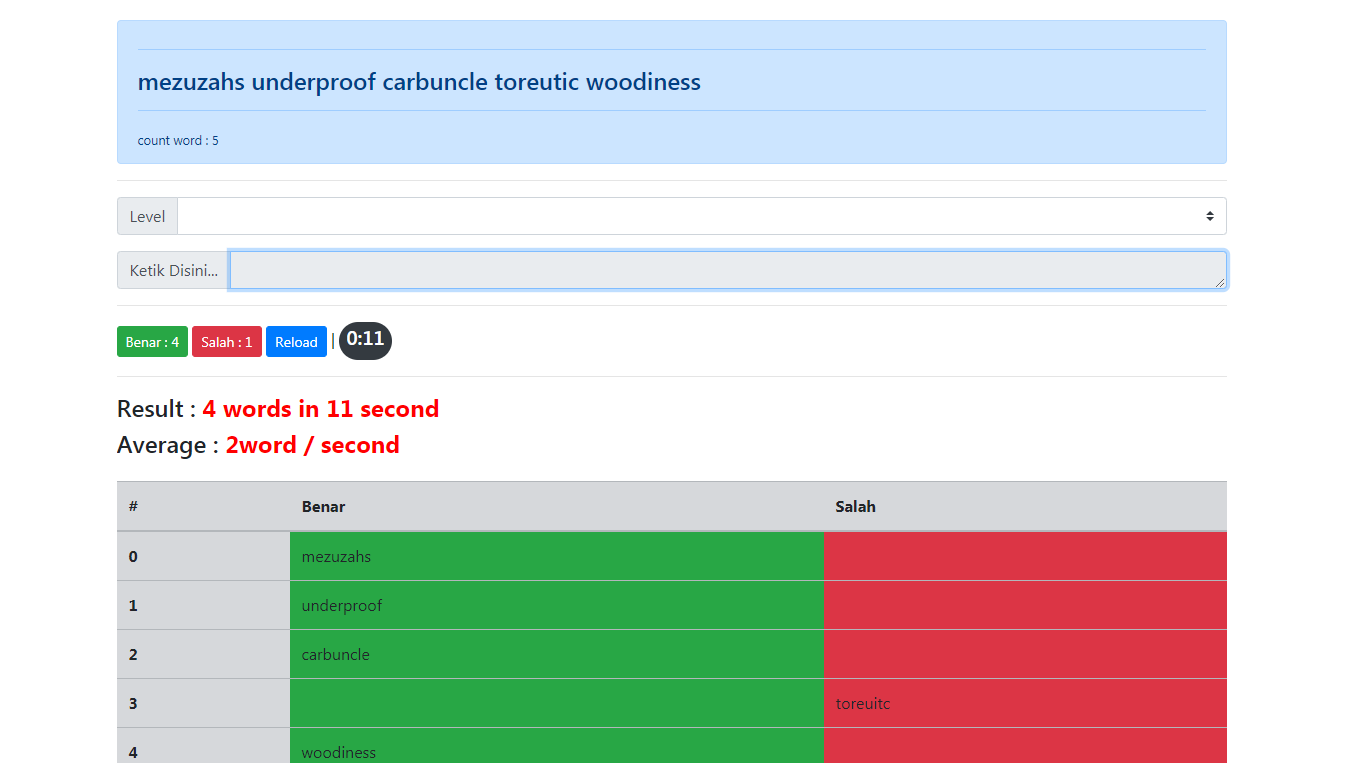 mezuzahs underproof carbuncle toreutic woodiness
count word : 5
Level
Ketik Disini...
Benar : 4 Salah : 1 Reload | 0:11
Result : 4 words in 11 second
Average : 2word / second
# Benar Salah
0 mezuzahs
1 underproof
2 carbuncle
3 toreuitc
4 woodiness